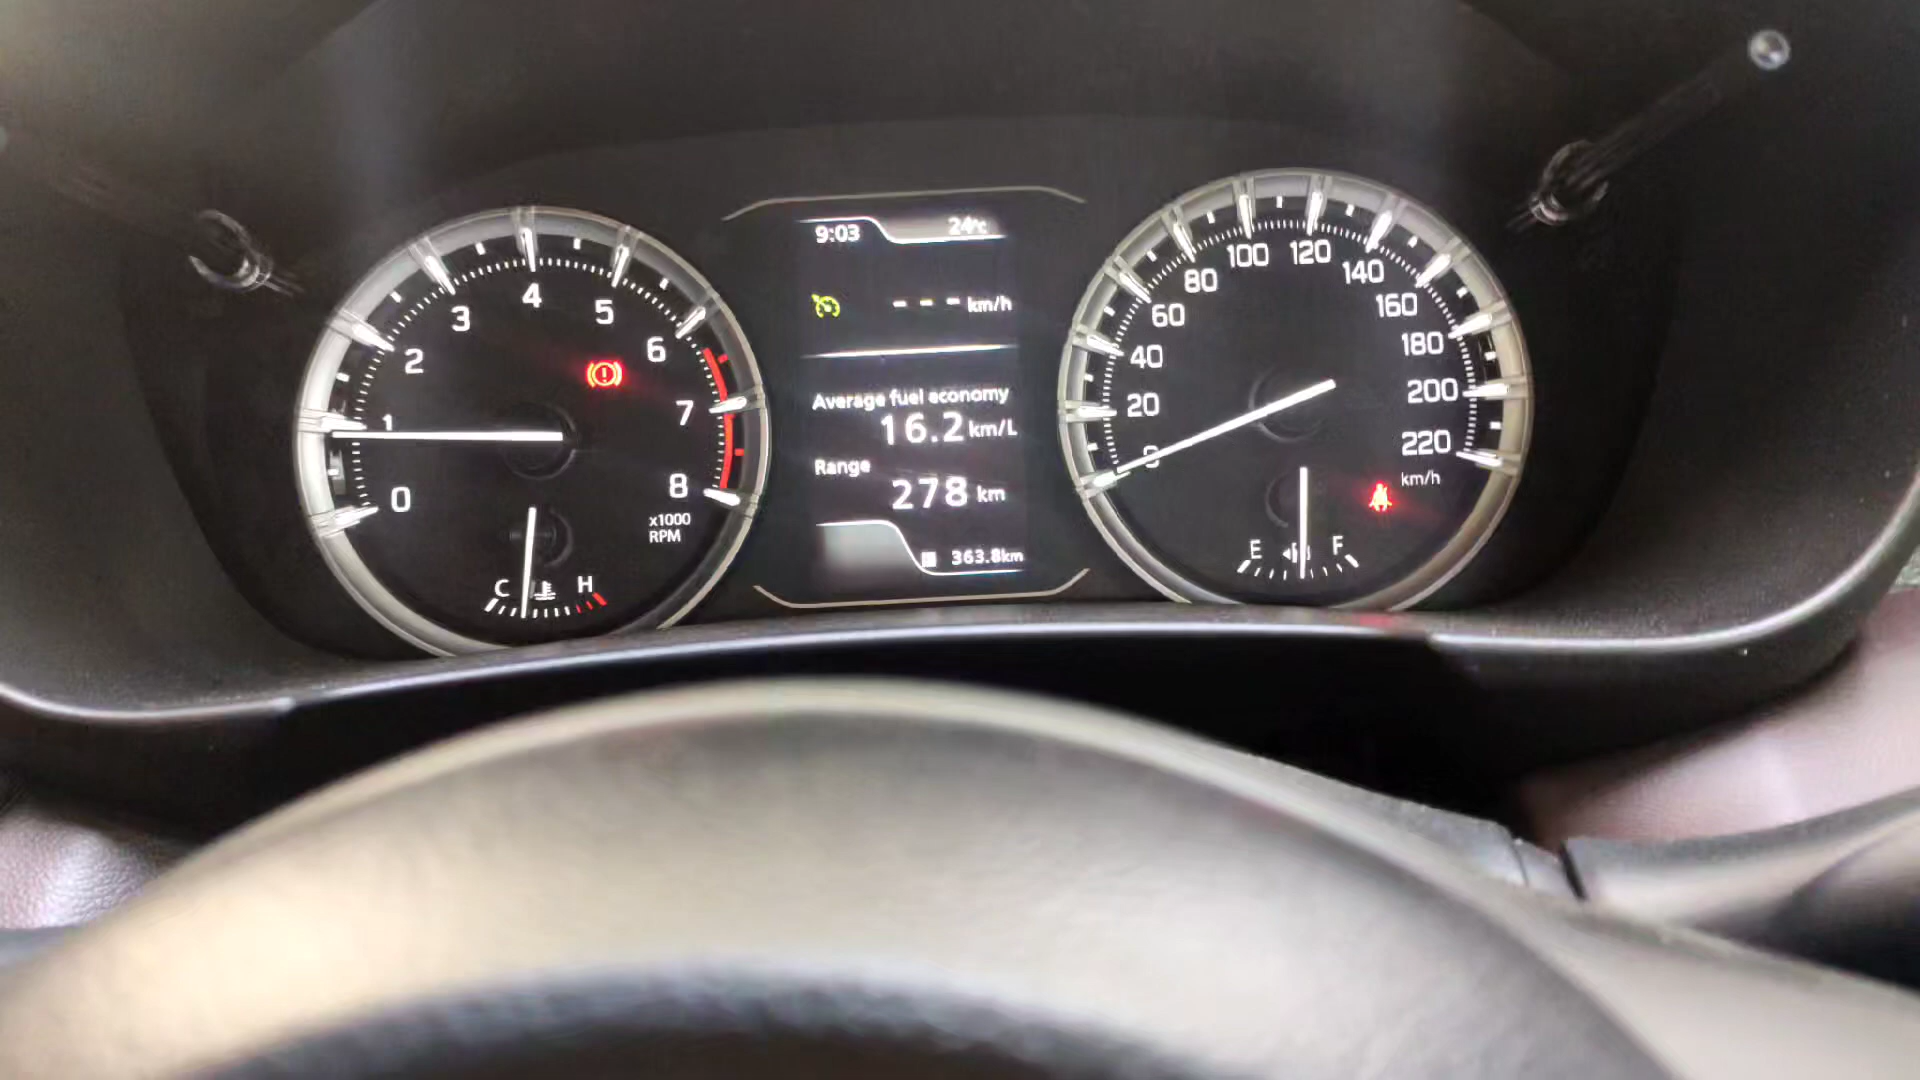 0
1
2
3
4
5
6
7
8
x1000
RPM
C
H
9:03
24°c
- - - km/h
Average fuel economy
16.2 km/L
Range
278 km
363.8km
0
20
40
60
80
100
120
140
160
180
200
220
km/h
E
F